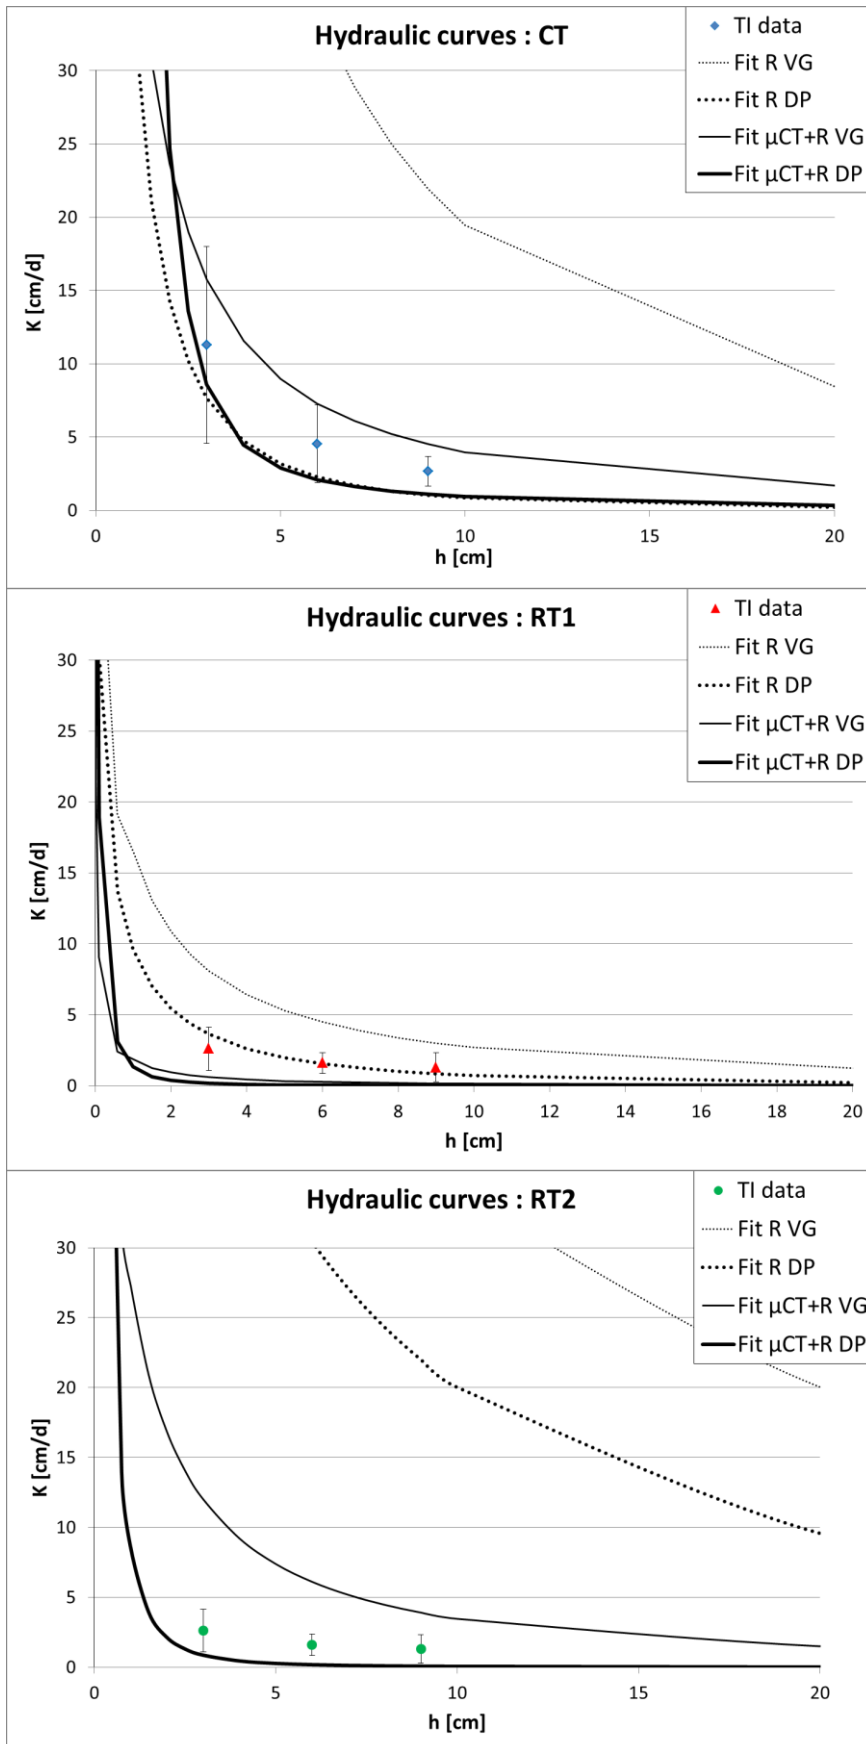 Hydraulic curves : CT
TI data
Fit R VG
Fit R DP
Fit µCT+R VG
Fit µCT+R DP
30
25
20
15
10
5
0
K [cm/d]
0 5 10 15 20
h [cm]
Hydraulic curves : RT1
TI data
Fit R VG
Fit R DP
Fit µCT+R VG
Fit µCT+R DP
30
25
20
15
10
5
0
K [cm/d]
0 2 4 6 8 10 12 14 16 18 20
h [cm]
Hydraulic curves : RT2
TI data
Fit R VG
Fit R DP
Fit µCT+R VG
Fit µCT+R DP
30
25
20
15
10
5
0
K [cm/d]
0 5 10 15 20
h [cm]